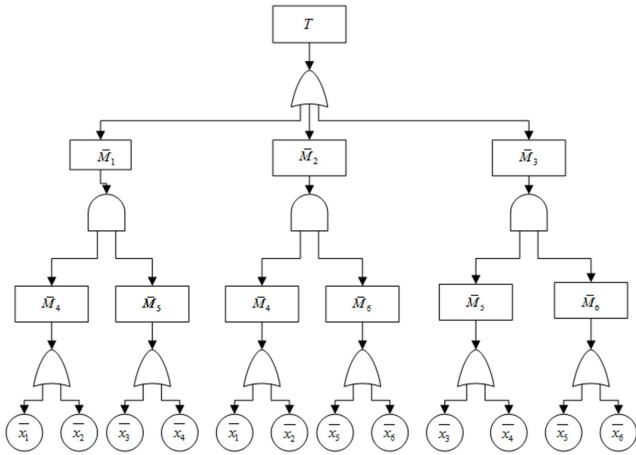 T
M̄₁ M̄₂ M̄₃
M̄₄ M̄₅ M̄₄ M̄₆ M̄₅ M̄₆
x̄₁ x̄₂ x̄₃ x̄₄ x̄₁ x̄₂ x̄₅ x̄₆ x̄₃ x̄₄ x̄₅ x̄₆